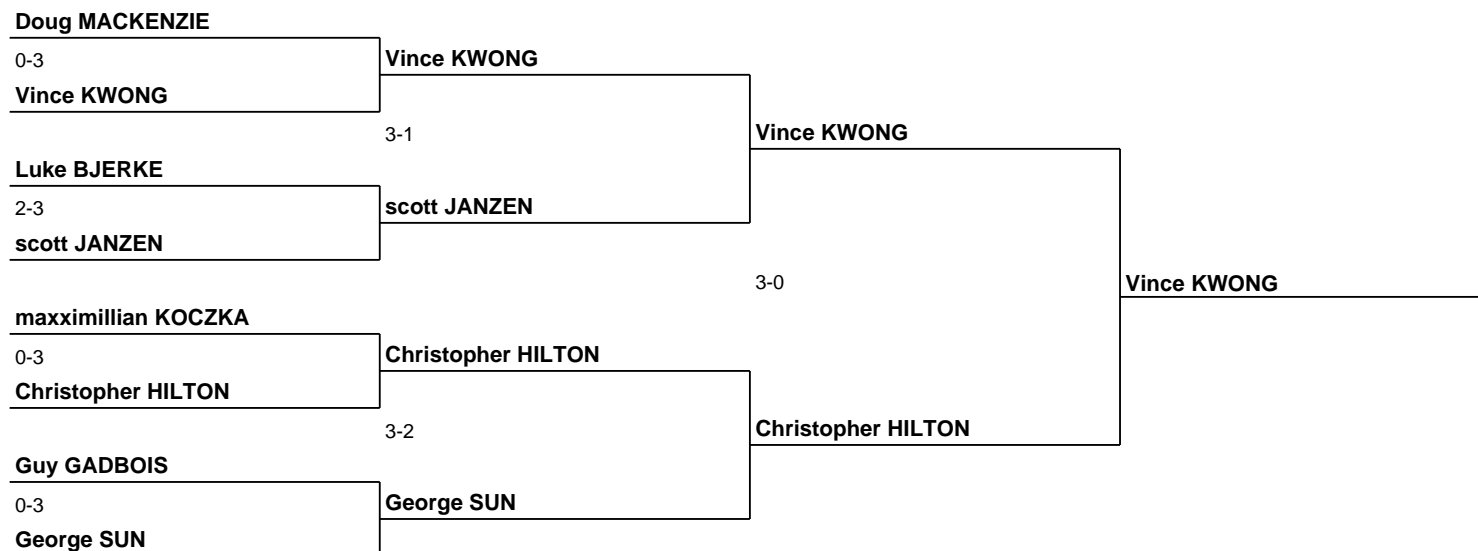 Doug MACKENZIE
0-3
Vince KWONG
Vince KWONG
3-1
Vince KWONG
Luke BJERKE
2-3
scott JANZEN
scott JANZEN
3-0
Vince KWONG
maxximillian KOCZKA
0-3
Christopher HILTON
Christopher HILTON
3-2
Christopher HILTON
Guy GADBOIS
0-3
George SUN
George SUN